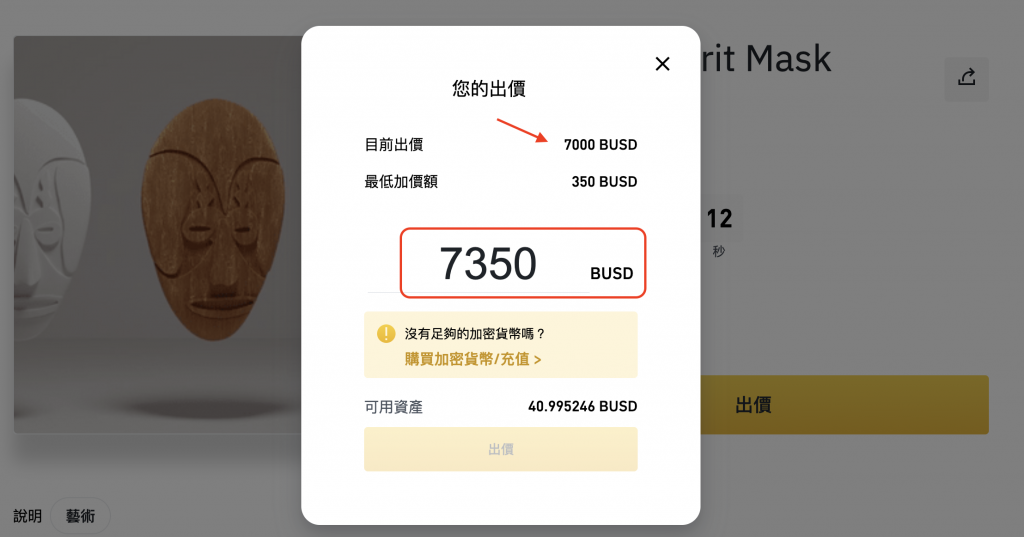 您的出價
目前出價 7000 BUSD
最低加價額 350 BUSD
7350 BUSD
沒有足夠的加密貨幣嗎？
購買加密貨幣/充值 >
可用資產 40.995246 BUSD
出價
Mask
12
秒
出價
說明 藝術